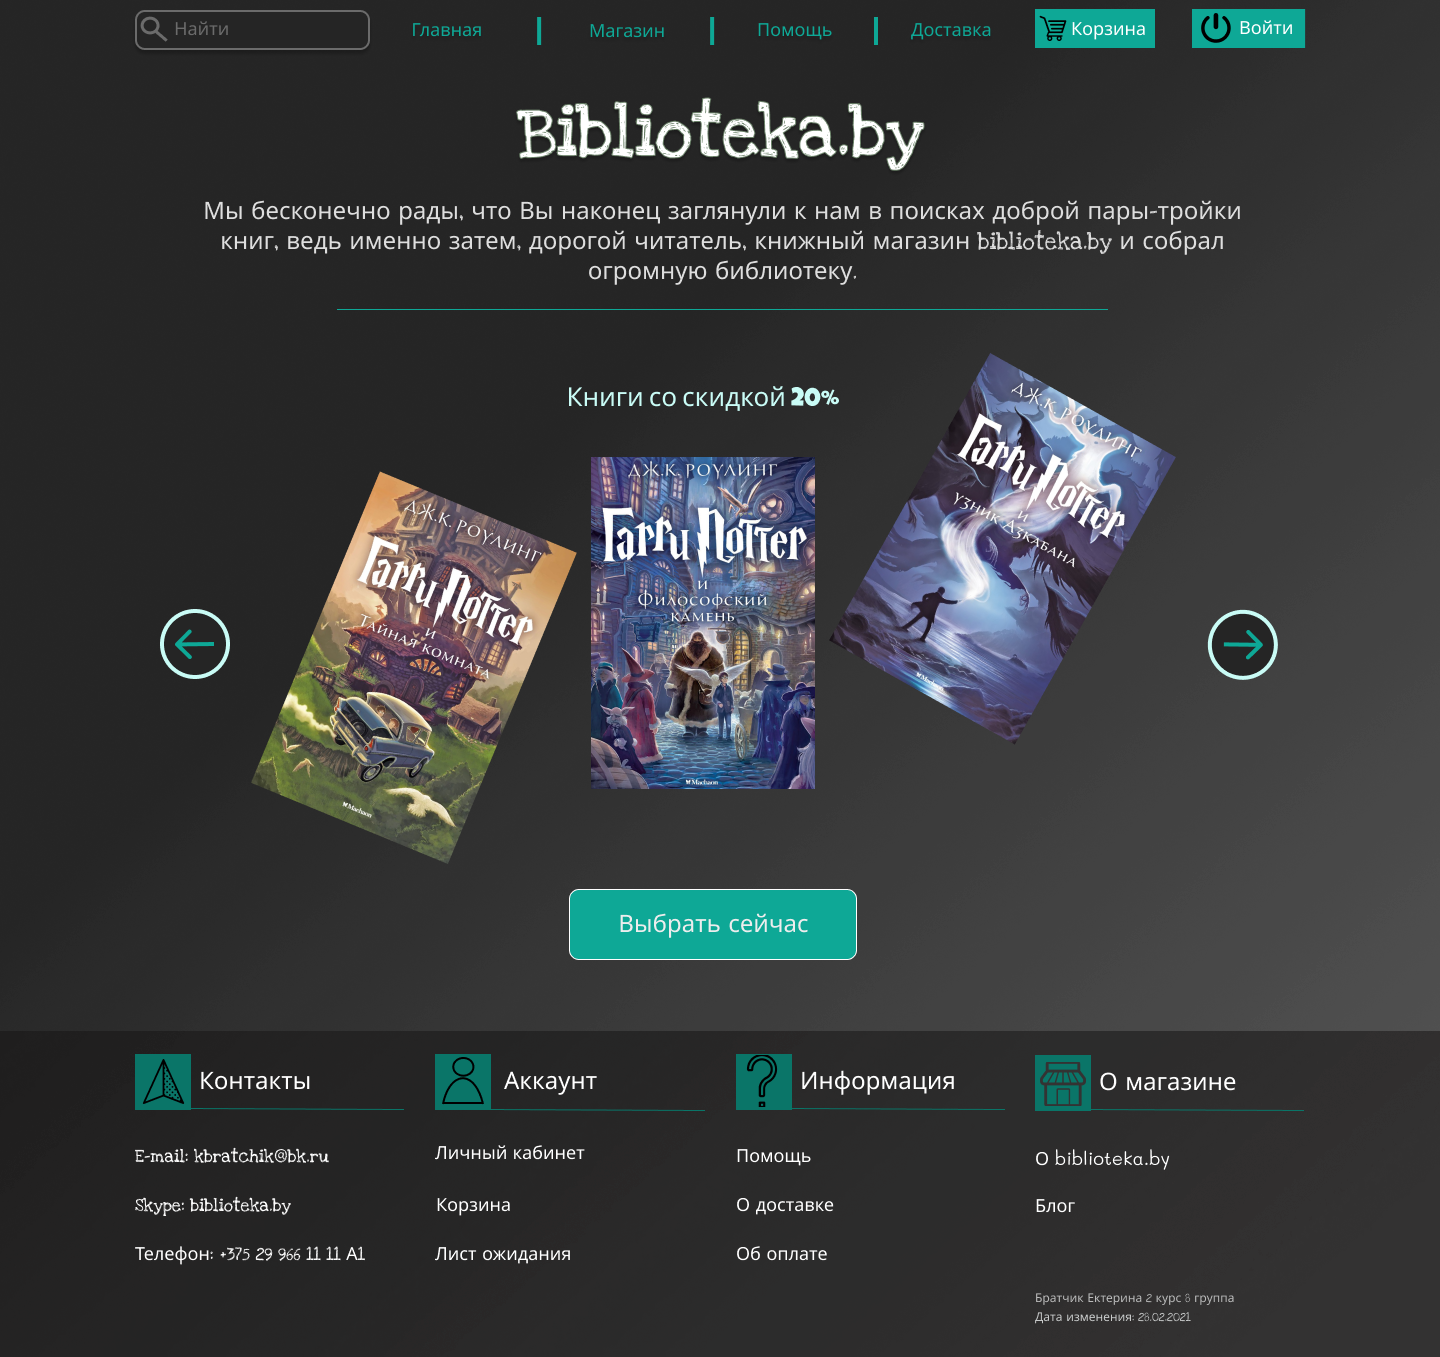 Найти
Главная
Магазин
Помощь
Доставка
Корзина
Войти
Biblioteka.by
Мы бесконечно рады, что Вы наконец заглянули к нам в поисках доброй пары-тройки
книг, ведь именно затем, дорогой читатель, книжный магазин biblioteka.by и собрал
огромную библиотеку.
Книги со скидкой 20%
ДЖ.К. РОУЛИНГ
Гарри Поттер
и
Тайная комната
Machaon
ДЖ.К. РОУЛИНГ
Гарри Поттер
и
Философский
камень
Machaon
ДЖ.К. РОУЛИНГ
Гарри Поттер
и
узник Азкабана
Machaon
Выбрать сейчас
Контакты
E-mail: kbratchik@bk.ru
Skype: biblioteka.by
Телефон: +375 29 966 11 11 A1
Аккаунт
Личный кабинет
Корзина
Лист ожидания
Информация
Помощь
О доставке
Об оплате
О магазине
О biblioteka.by
Блог
Братчик Ектерина 2 курс 8 группа
Дата изменения: 28.02.2021